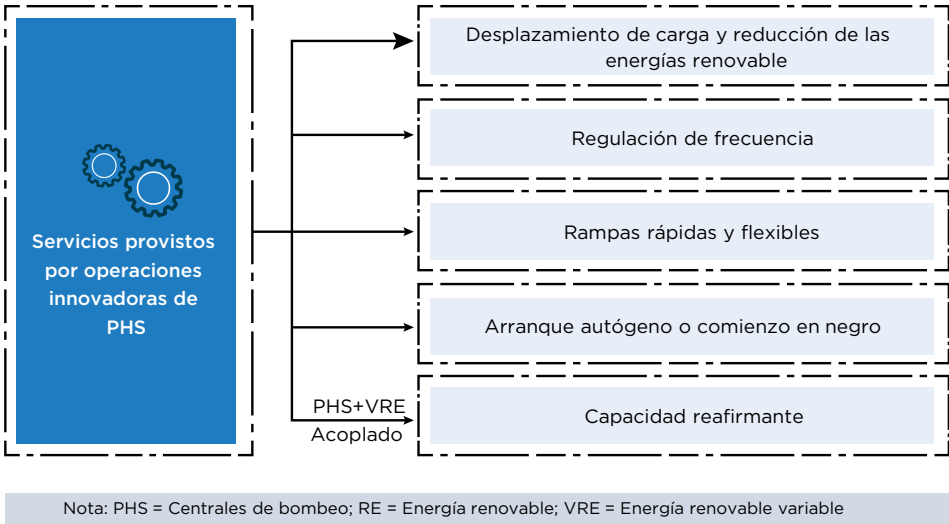 Servicios provistos
por operaciones
innovadoras de
PHS
Desplazamiento de carga y reducción de las
energías renovable
Regulación de frecuencia
Rampas rápidas y flexibles
Arranque autógeno o comienzo en negro
PHS+VRE
Acoplado
Capacidad reafirmante
Nota: PHS = Centrales de bombeo; RE = Energía renovable; VRE = Energía renovable variable